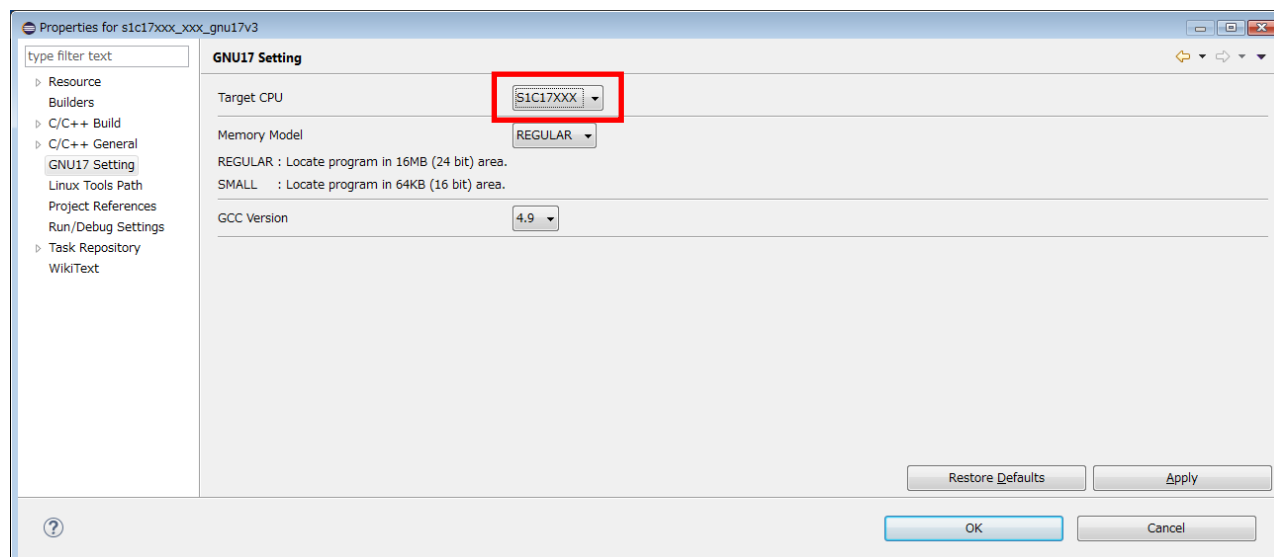 Properties for s1c17xxx_xxx_gnu17v3
type filter text
Resource
Builders
C/C++ Build
C/C++ General
GNU17 Setting
Linux Tools Path
Project References
Run/Debug Settings
Task Repository
WikiText
GNU17 Setting
Target CPU S1C17XXX
Memory Model REGULAR
REGULAR : Locate program in 16MB (24 bit) area.
SMALL : Locate program in 64KB (16 bit) area.
GCC Version 4.9
Restore Defaults Apply
? OK Cancel